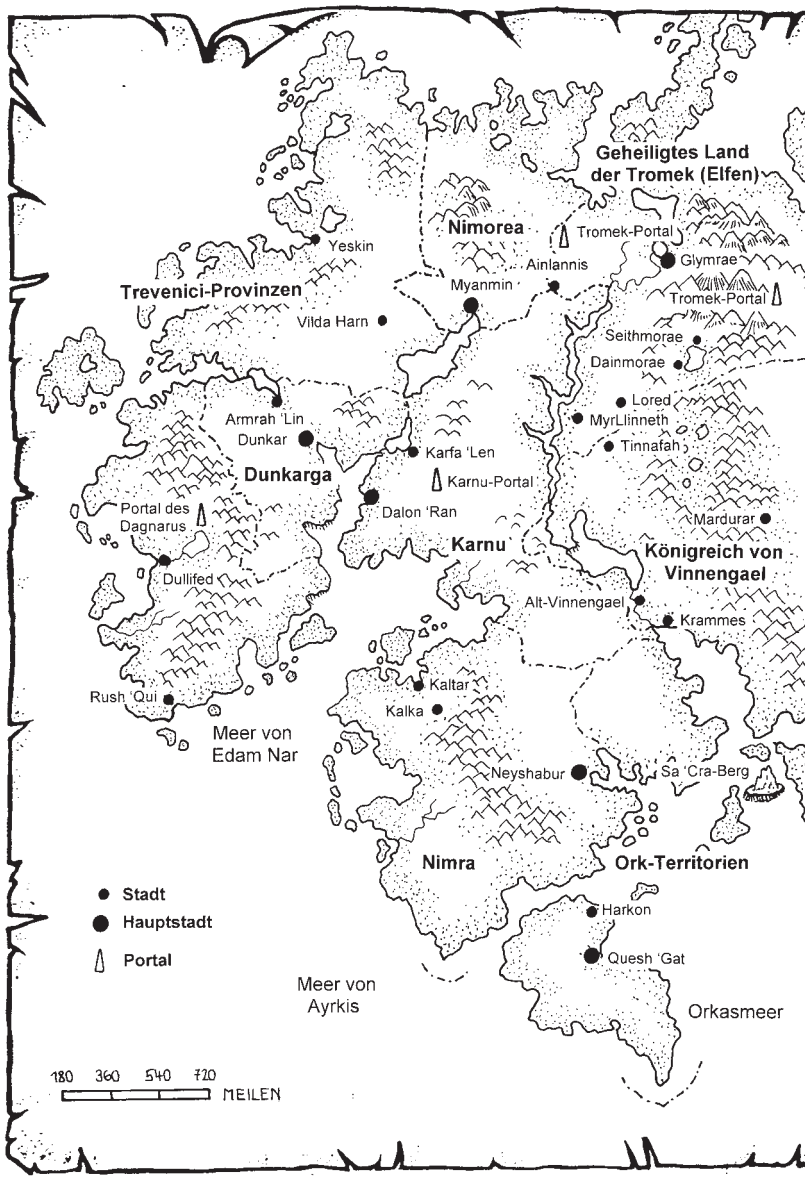 Geheiligtes Land
der Tromek (Elfen)
Nimorea
Tromek-Portal
Yeskin
Ainlannis
Glymrae
Trevenici-Provinzen
Myanmin
Tromek-Portal
Vilda Harn
Seithmorae
Dainmorae
Lored
Armrah 'Lin
MyrLlinneth
Dunkar
Tinnafah
Karfa 'Len
Dunkarga
Karnu-Portal
Portal des
Dagnarus
Dalon 'Ran
Mardurar
Karnu
Königreich von
Vinnengael
Dullifed
Alt-Vinnengael
Krammes
Rush 'Qui
Kaltar
Kalka
Meer von
Edam Nar
Neyshabur
Sa 'Cra-Berg
Nimra
Ork-Territorien
Stadt
Hauptstadt
Portal
Harkon
Quesh 'Gat
Meer von
Ayrkis
Orkasmeer
180 360 540 720
MEILEN